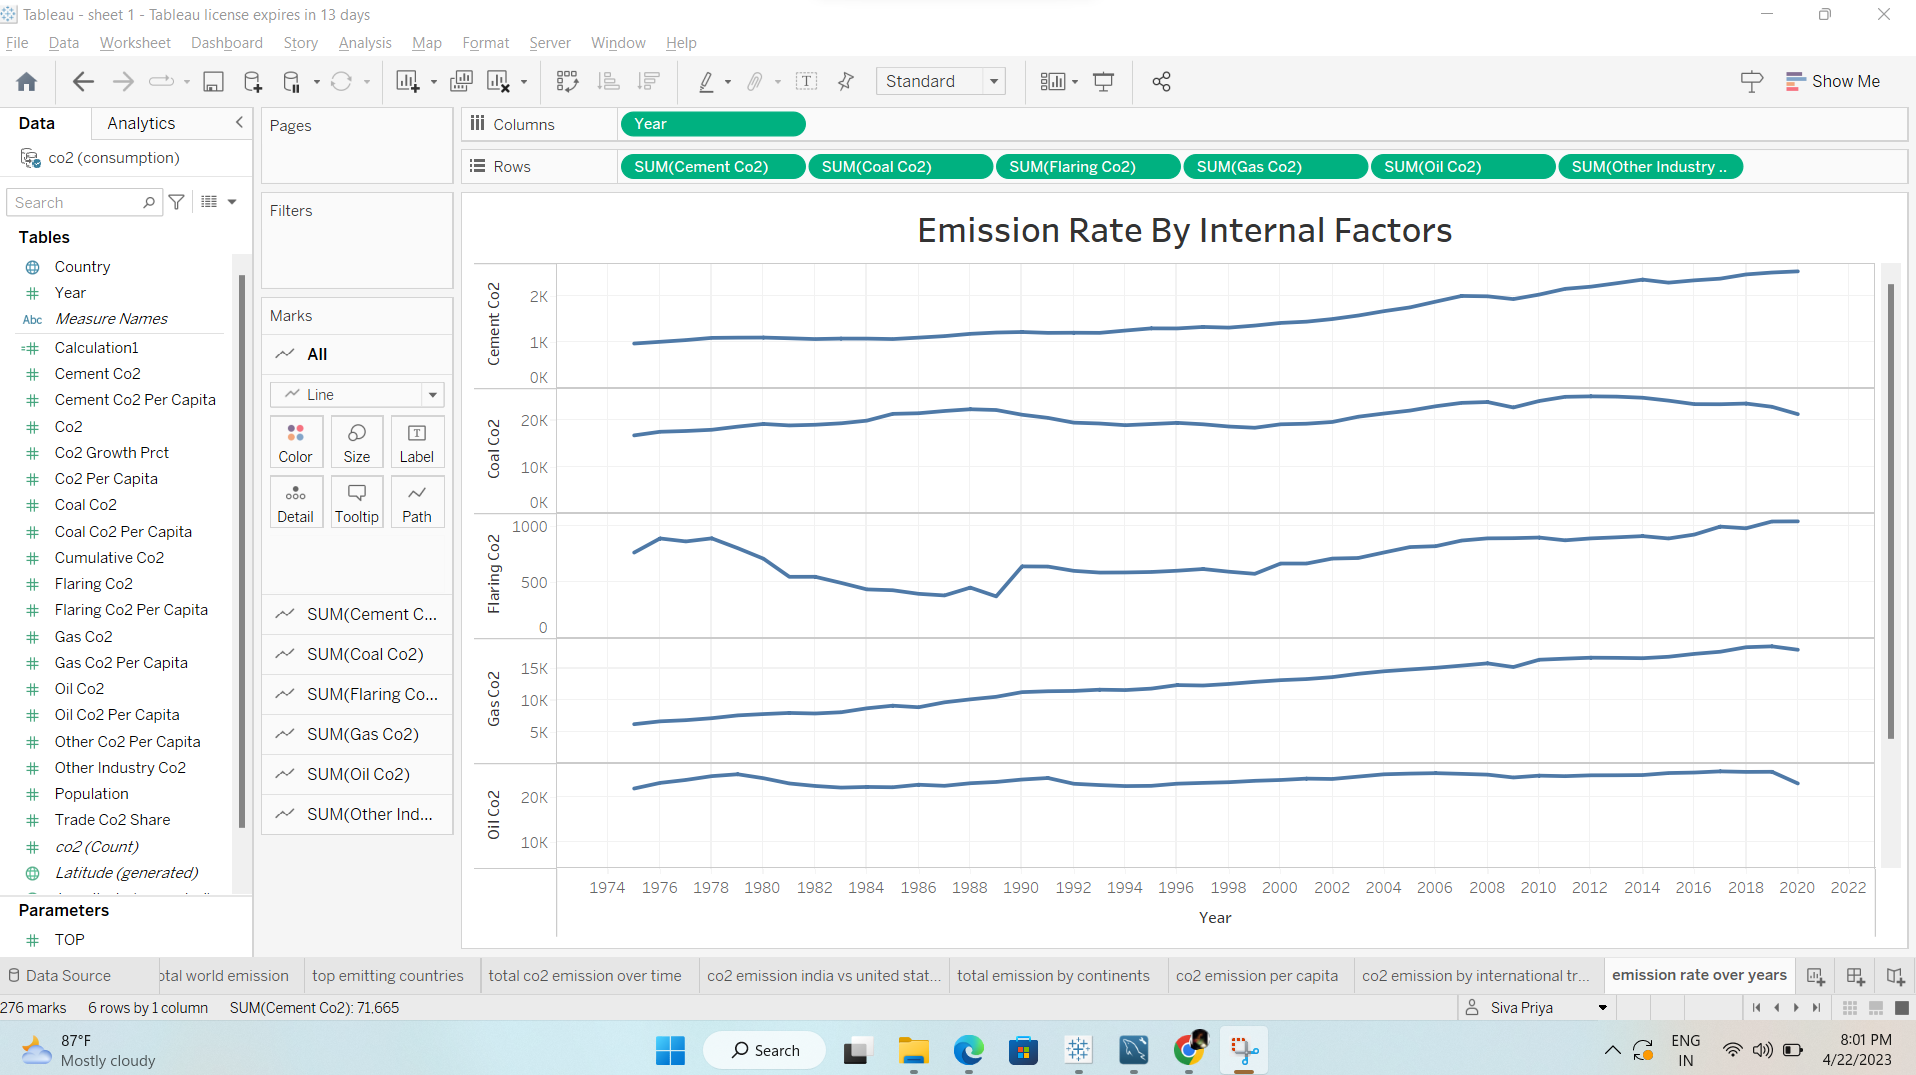 Tableau - sheet 1 - Tableau license expires in 13 days
File Data Worksheet Dashboard Story Analysis Map Format Server Window Help
Standard
Show Me
Data Analytics
co2 (consumption)
Search
Tables
Country
Year
Abc Measure Names
Calculation1
Cement Co2
Cement Co2 Per Capita
Co2
Co2 Growth Prct
Co2 Per Capita
Coal Co2
Coal Co2 Per Capita
Cumulative Co2
Flaring Co2
Flaring Co2 Per Capita
Gas Co2
Gas Co2 Per Capita
Oil Co2
Oil Co2 Per Capita
Other Co2 Per Capita
Other Industry Co2
Population
Trade Co2 Share
co2 (Count)
Latitude (generated)
Parameters
TOP
Pages
Filters
Marks
All
Line
Color Size Label
Detail Tooltip Path
SUM(Cement C...
SUM(Coal Co2)
SUM(Flaring Co...
SUM(Gas Co2)
SUM(Oil Co2)
SUM(Other Ind...
Columns Year
Rows SUM(Cement Co2) SUM(Coal Co2) SUM(Flaring Co2) SUM(Gas Co2) SUM(Oil Co2) SUM(Other Industry ..
Emission Rate By Internal Factors
Cement Co2
2K
1K
0K
Coal Co2
20K
10K
0K
Flaring Co2
1000
500
0
Gas Co2
15K
10K
5K
Oil Co2
20K
10K
1974 1976 1978 1980 1982 1984 1986 1988 1990 1992 1994 1996 1998 2000 2002 2004 2006 2008 2010 2012 2014 2016 2018 2020 2022
Year
Data Source otal world emission top emitting countries total co2 emission over time co2 emission india vs united stat... total emission by continents co2 emission per capita co2 emission by international tr... emission rate over years
276 marks 6 rows by 1 column SUM(Cement Co2): 71,665
Siva Priya
87°F
Mostly cloudy
Search
ENG
IN
8:01 PM
4/22/2023